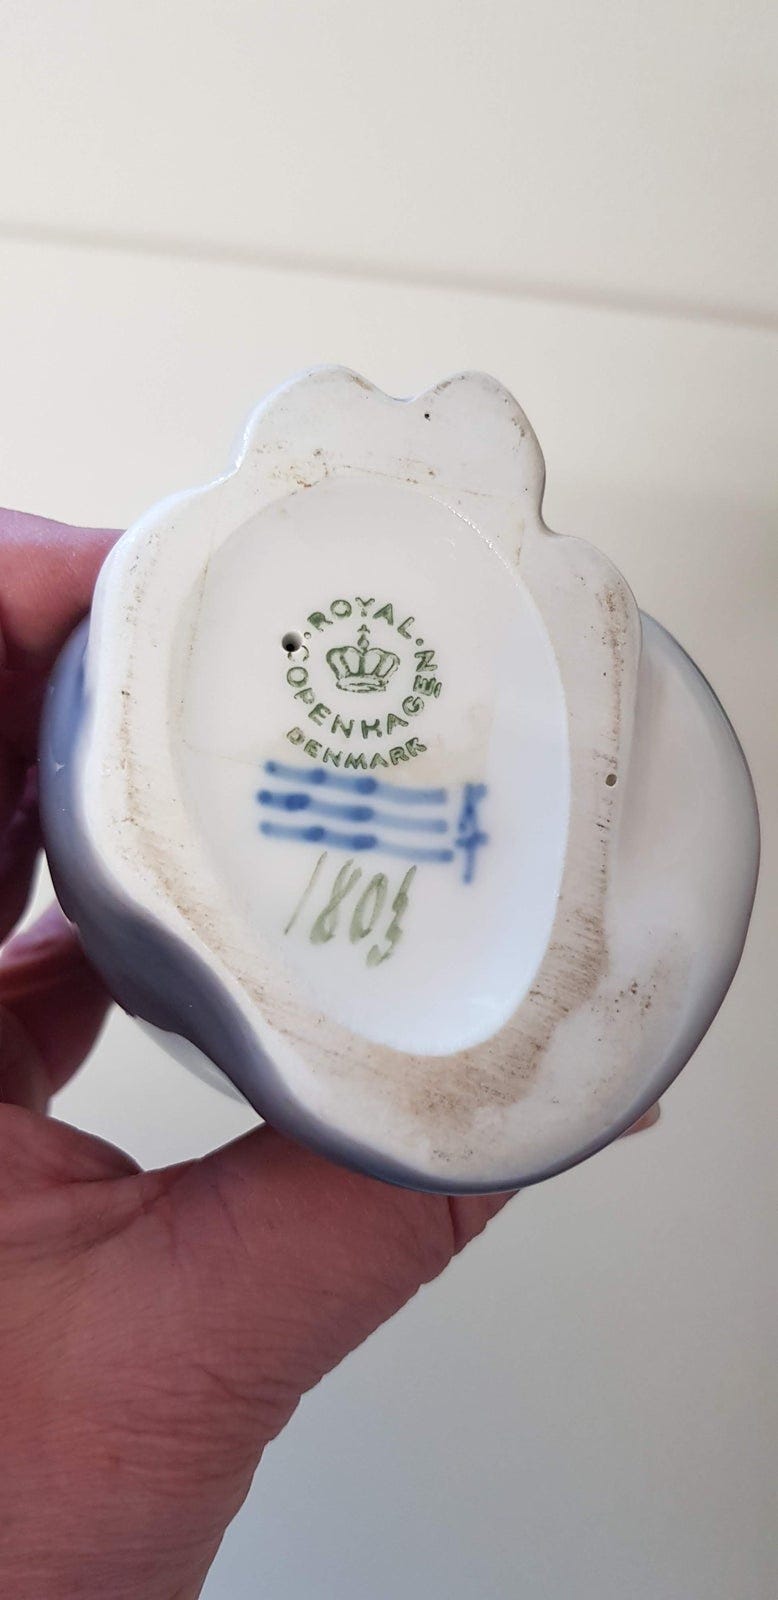 ROYAL
COPENHAGEN
DENMARK
1803